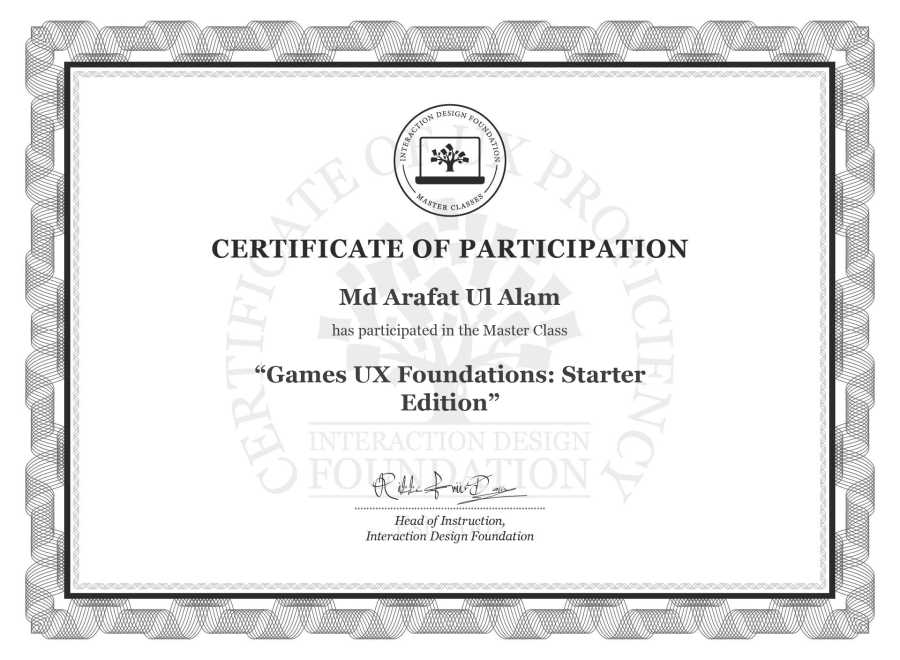 INTERACTION DESIGN FOUNDATION
MASTER CLASSES
CERTIFICATE OF UX PROFICIENCY
CERTIFICATE OF PARTICIPATION
Md Arafat Ul Alam
has participated in the Master Class
“Games UX Foundations: Starter
Edition”
INTERACTION DESIGN
FOUNDATION
Head of Instruction,
Interaction Design Foundation